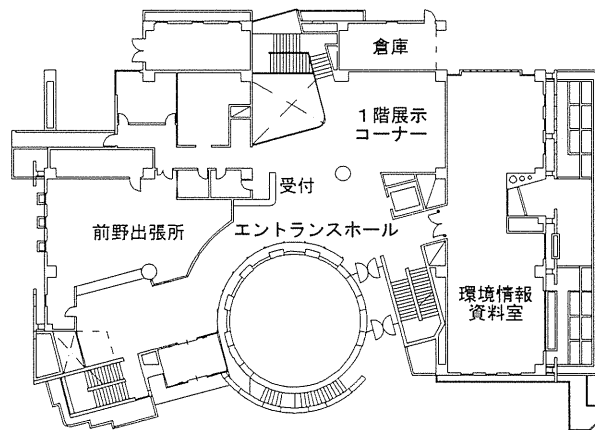 倉庫
1階展示
コーナー
受付
前野出張所
エントランスホール
環境情報
資料室